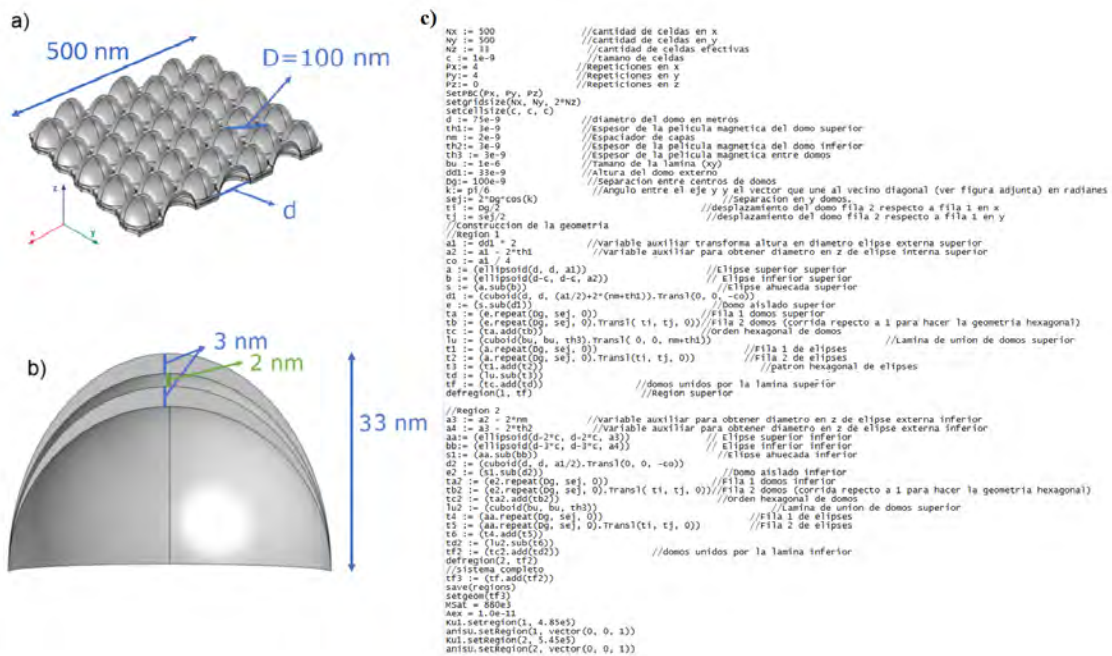 a)
500 nm
D=100 nm
z
x
y
d
b)
3 nm
2 nm
33 nm
c)
Nx := 500 //cantidad de celdas en x
Ny := 500 //cantidad de celdas en y
Nz := 33 //cantidad de celdas efectivas
c := 1e-9 //tamano de celdas
Px:= 4 //Repeticiones en x
Py:= 4 //Repeticiones en y
Pz:= 0 //Repeticiones en z
SetPBC(Px, Py, Pz)
setgridsize(Nx, Ny, 2*Nz)
setcellsize(c, c, c)
d := 75e-9 //diametro del domo en metros
th1:= 3e-9 //Espesor de la pelicula magnetica del domo superior
nm := 2e-9 //Espaciador de capas
th2:= 3e-9 //Espesor de la pelicula magnetica del domo inferior
th3 := 3e-9 //Espesor de la pelicula magnetica entre domos
bu := 1e-6 //Tamano de la lamina (xy)
dd1:= 33e-9 //Altura del domo externo
Dg:= 100e-9 //Separacion entre centros de domos
k:= pi/6 //Angulo entre el eje y y el vector que une al vecino diagonal (ver figura adjunta) en radianes
sej:= 2*Dg*cos(k) //Separacion en y domos.
ti := Dg/2 //desplazamiento del domo fila 2 respecto a fila 1 en x
tj := sej/2 //desplazamiento del domo fila 2 respecto a fila 1 en y
//Construccion de la geometria
//Region 1
a1 := dd1 * 2 //variable auxiliar transforma altura en diametro elipse externa superior
a2 := a1 - 2*th1 //variable auxiliar para obtener diametro en z de elipse interna superior
co := a1 / 4
a := (ellipsoid(d, d, a1)) //Elipse superior superior
b := (ellipsoid(d-c, d-c, a2)) // Elipse inferior superior
s := (a.sub(b)) //Elipse ahuecada superior
d1 := (cuboid(d, d, (a1/2)+2*(nm+th1)).Transl(0, 0, -co))
e := (s.sub(d1)) //Domo aislado superior
ta := (e.repeat(Dg, sej, 0)) //Fila 1 domos superior
tb := (e.repeat(Dg, sej, 0).Transl( ti, tj, 0))//Fila 2 domos (corrida repecto a 1 para hacer la geometria hexagonal)
tc := (ta.add(tb)) //Orden hexagonal de domos
lu := (cuboid(bu, bu, th3).Transl( 0, 0, nm+th1)) //Lamina de union de domos superior
t1 := (a.repeat(Dg, sej, 0)) //Fila 1 de elipses
t2 := (a.repeat(Dg, sej, 0).Transl(ti, tj, 0)) //Fila 2 de elipses
t3 := (t1.add(t2)) //patron hexagonal de elipses
td := (lu.sub(t3))
tf := (tc.add(td)) //domos unidos por la lamina superior
defregion(1, tf) //Region superior
//Region 2
a3 := a2 - 2*nm //Variable auxiliar para obtener diametro en z de elipse externa inferior
a4 := a3 - 2*th2 //Variable auxiliar para obtener diametro en z de elipse externa inferior
aa:= (ellipsoid(d-2*c, d-2*c, a3)) // Elipse superior inferior
bb:= (ellipsoid(d-3*c, d-3*c, a4)) // Elipse inferior inferior
s1:= (aa.sub(bb)) //Elipse ahuecada inferior
d2 := (cuboid(d, d, a1/2).Transl(0, 0, -co))
e2 := (s1.sub(d2)) //Domo aislado inferior
ta2 := (e2.repeat(Dg, sej, 0)) //Fila 1 domos inferior
tb2 := (e2.repeat(Dg, sej, 0).Transl( ti, tj, 0))//Fila 2 domos (corrida repecto a 1 para hacer la geometria hexagonal)
tc2 := (ta2.add(tb2)) //Orden hexagonal de domos
lu2 := (cuboid(bu, bu, th3)) //Lamina de union de domos superior
t4 := (aa.repeat(Dg, sej, 0)) //Fila 1 de elipses
t5 := (aa.repeat(Dg, sej, 0).Transl(ti, tj, 0)) //Fila 2 de elipses
t6 := (t4.add(t5))
td2 := (lu2.sub(t6))
tf2 := (tc2.add(td2)) //domos unidos por la lamina inferior
defregion(2, tf2)
//sistema completo
tf3 := (tf.add(tf2))
save(regions)
setgeom(tf3)
MSat = 880e3
Aex = 1.0e-11
Ku1.setregion(1, 4.85e5)
anisU.setRegion(1, vector(0, 0, 1))
Ku1.setRegion(2, 5.45e5)
anisU.setRegion(2, vector(0, 0, 1))